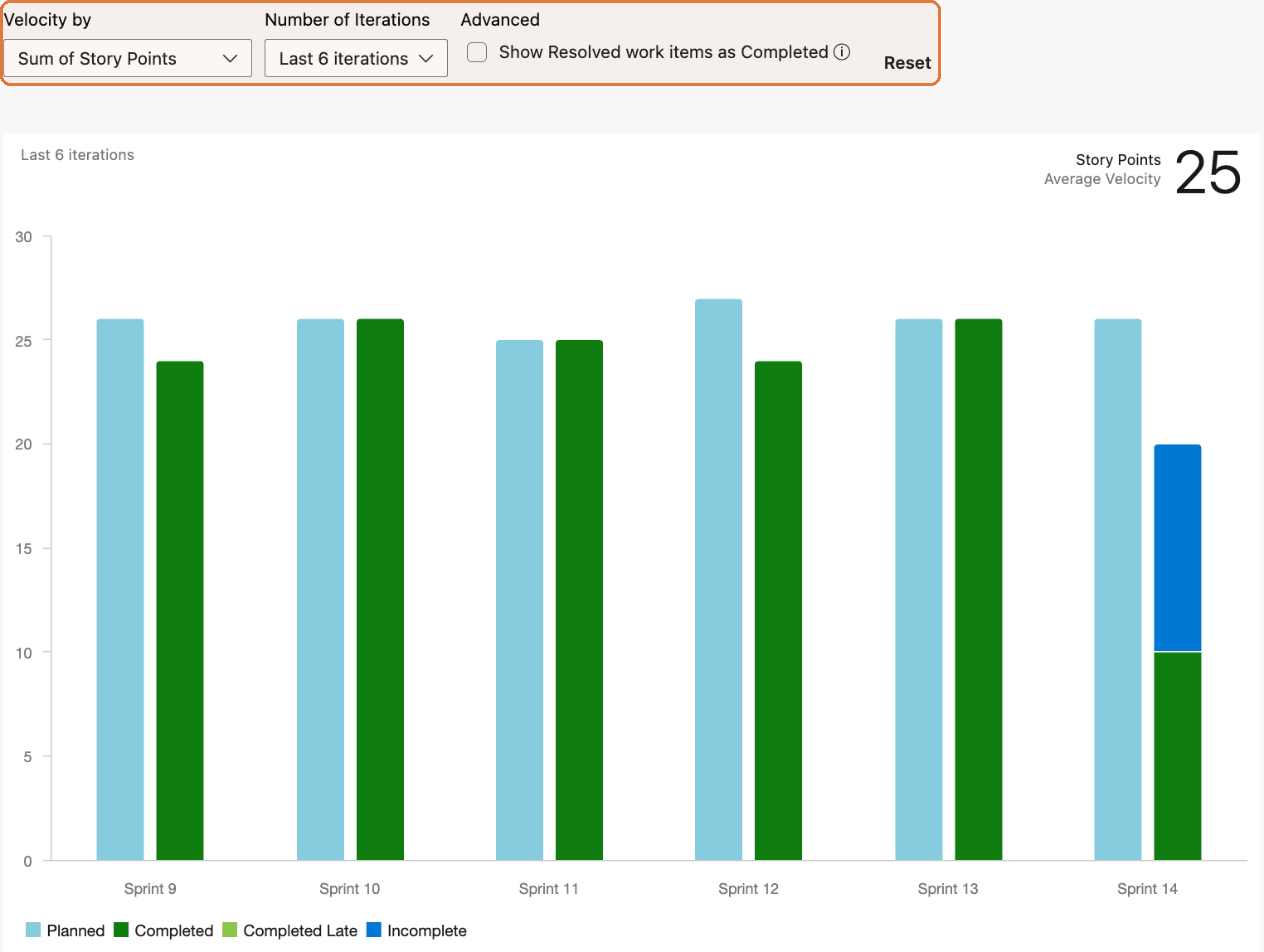 Velocity by
Number of Iterations
Advanced
Sum of Story Points
Last 6 iterations
Show Resolved work items as Completed
Reset
Last 6 iterations
Story Points
Average Velocity
25
30
25
20
15
10
5
0
Sprint 9 Sprint 10 Sprint 11 Sprint 12 Sprint 13 Sprint 14
Planned Completed Completed Late Incomplete